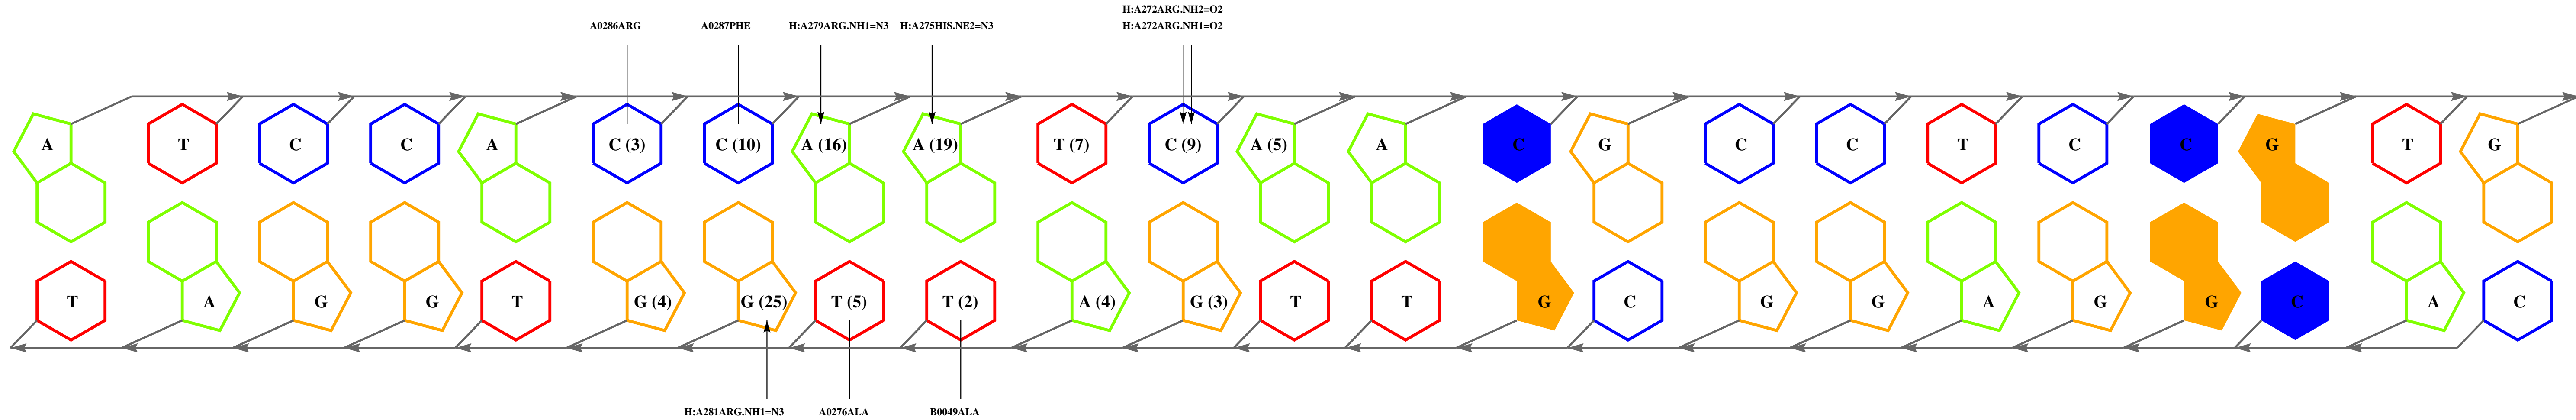 H:A272ARG.NH2=O2
A0286ARG A0287PHE H:A279ARG.NH1=N3 H:A275HIS.NE2=N3 H:A272ARG.NH1=O2
A T C C A C (3) C (10) A (16) A (19) T (7) C (9) A (5) A C G C C T C C G T G
T A G G T G (4) G (25) T (5) T (2) A (4) G (3) T T G C G G A G G C A C
H:A281ARG.NH1=N3 A0276ALA B0049ALA